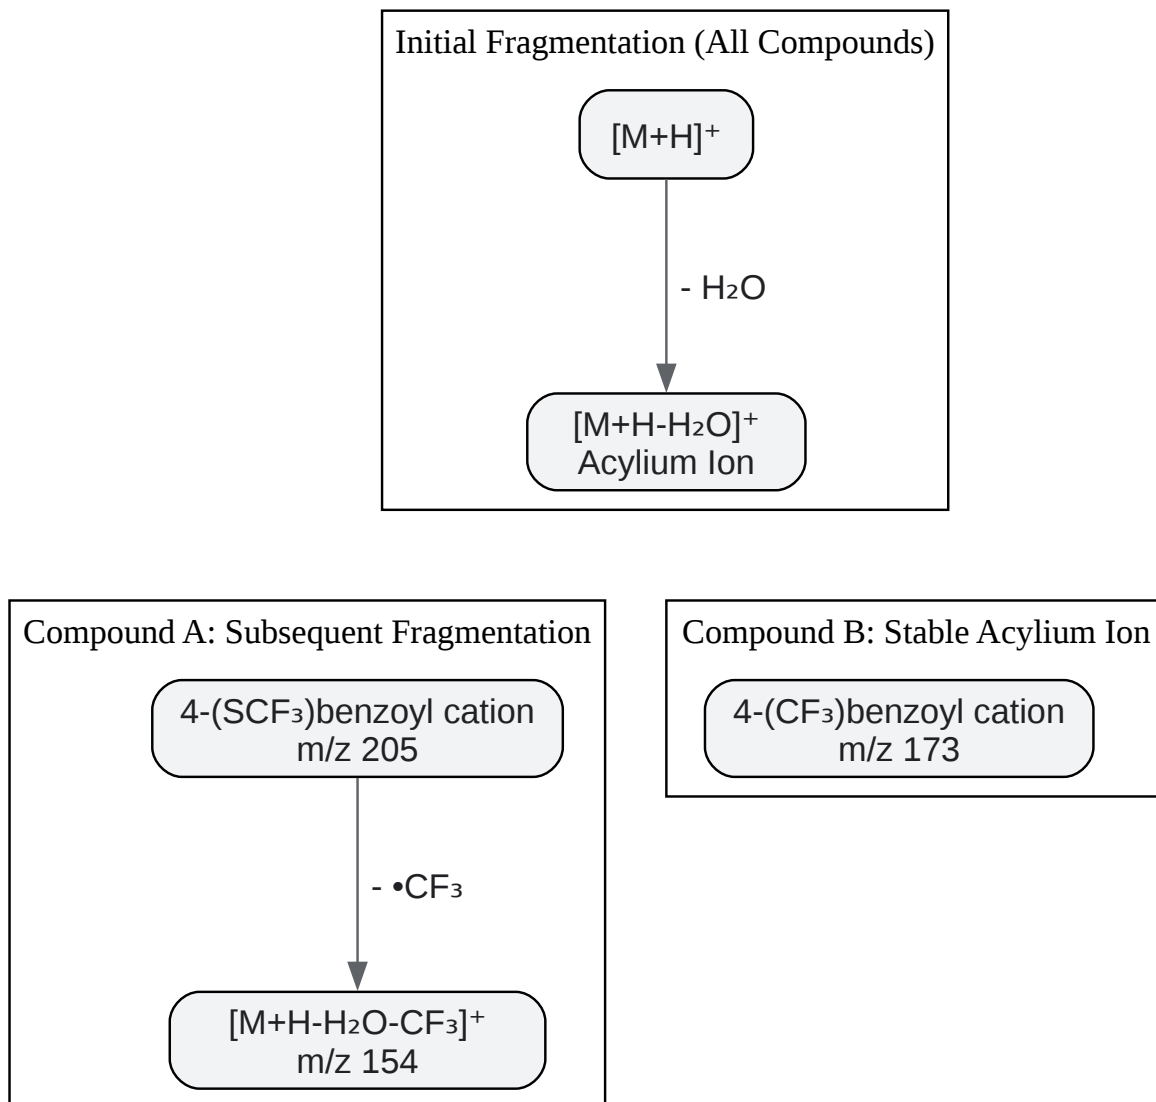 Initial Fragmentation (All Compounds)
[M+H]⁺
- H₂O
[M+H-H₂O]⁺
Acylium Ion
Compound A: Subsequent Fragmentation
4-(SCF₃)benzoyl cation
m/z 205
- •CF₃
[M+H-H₂O-CF₃]⁺
m/z 154
Compound B: Stable Acylium Ion
4-(CF₃)benzoyl cation
m/z 173